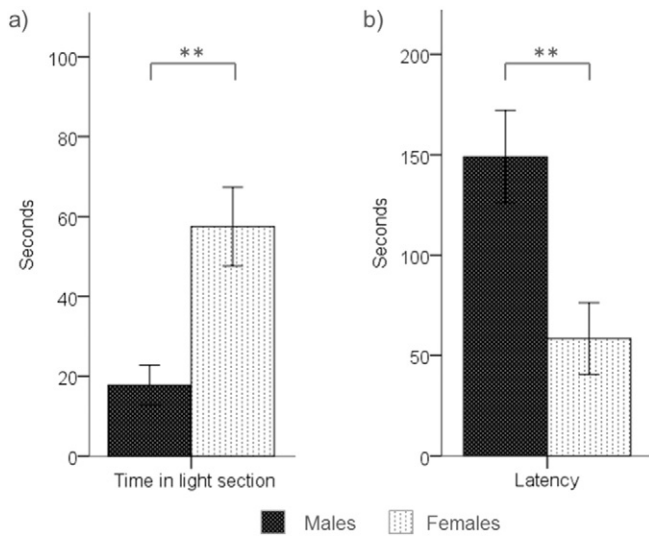 a)
**
100
80
60
40
20
0
Seconds
Time in light section
b)
**
200
150
100
50
0
Seconds
Latency
Males
Females